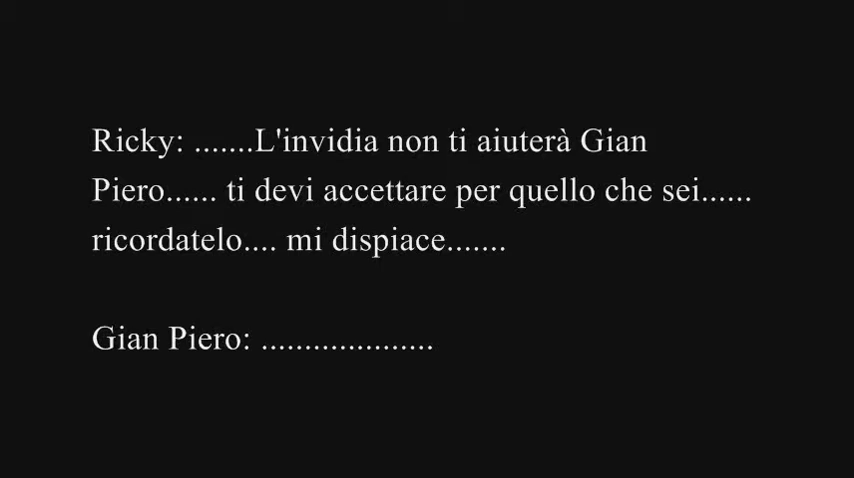 Ricky: .......L'invidia non ti aiuterà Gian
Piero...... ti devi accettare per quello che sei......
ricordatelo.... mi dispiace.......
Gian Piero: ....................